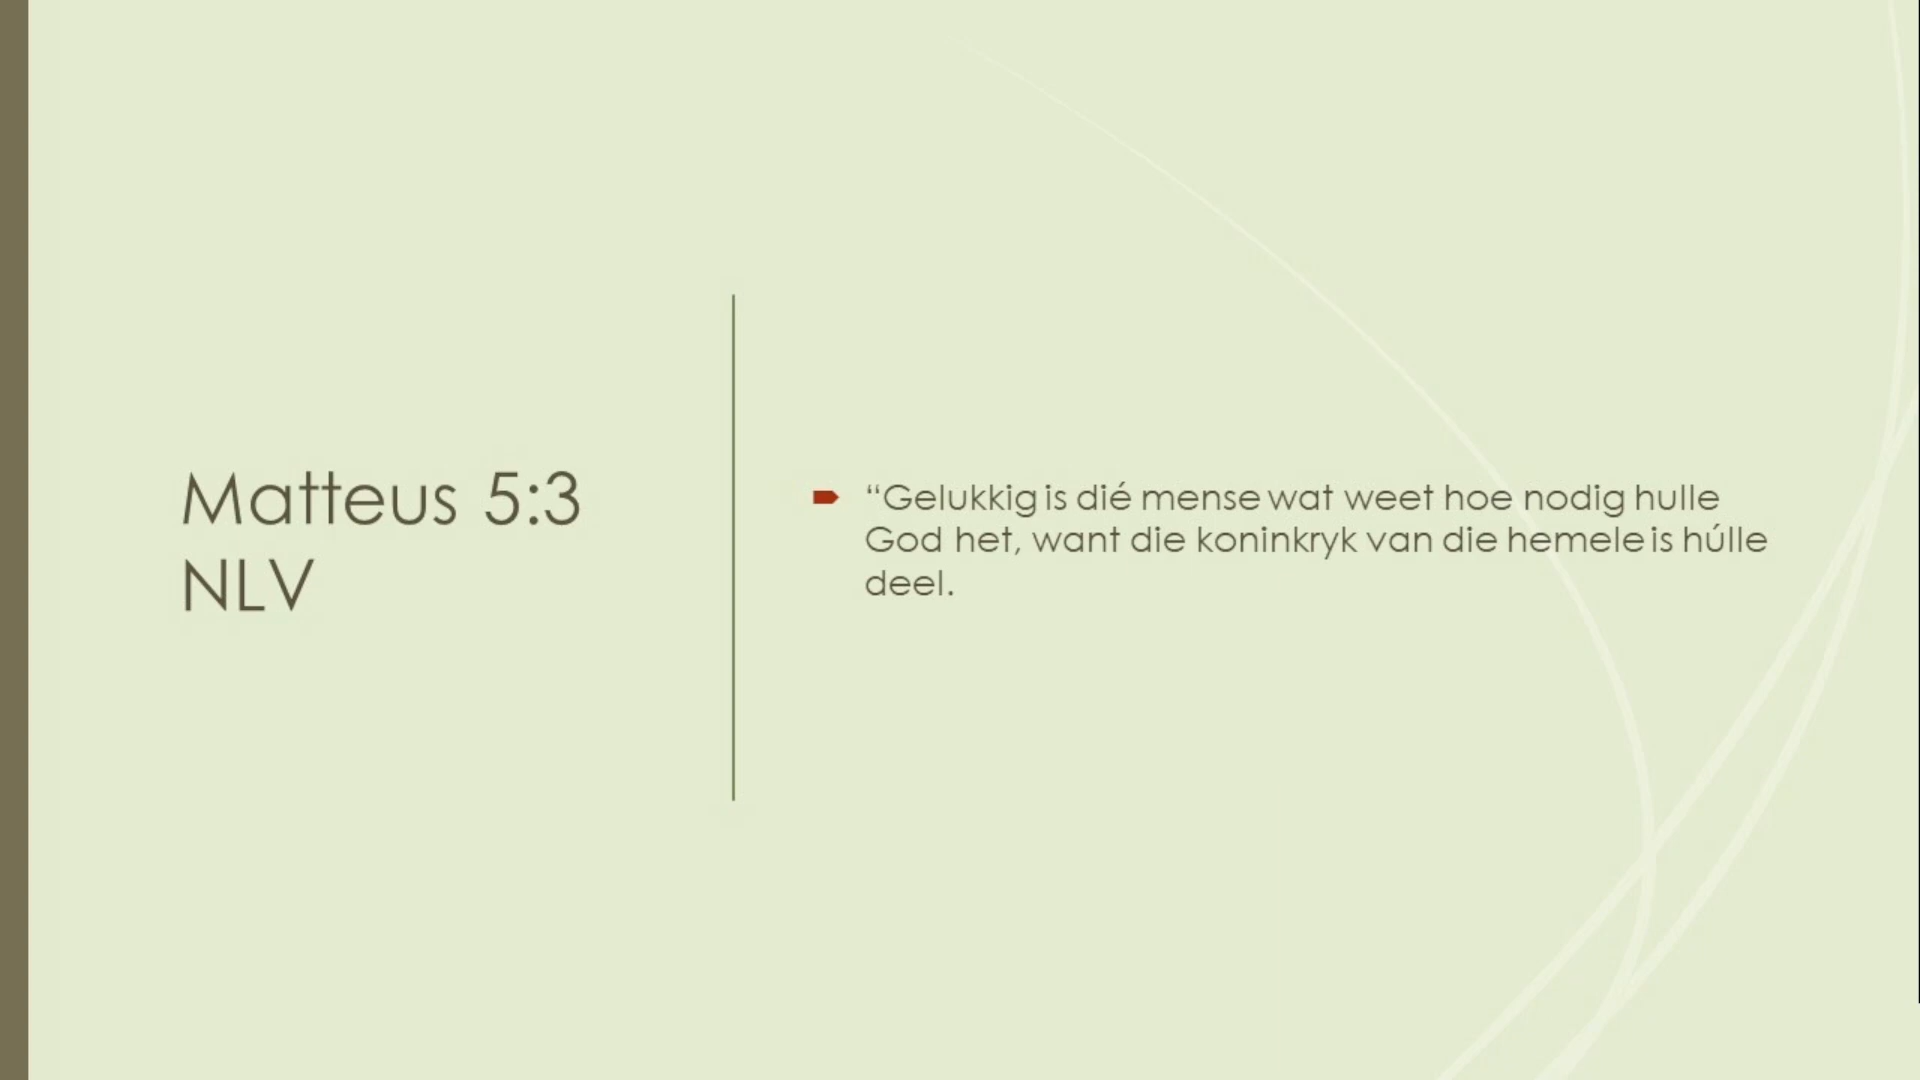 Matteus 5:3
NLV
“Gelukkig is dié mense wat weet hoe nodig hulle
God het, want die koninkryk van die hemele is húlle
deel.